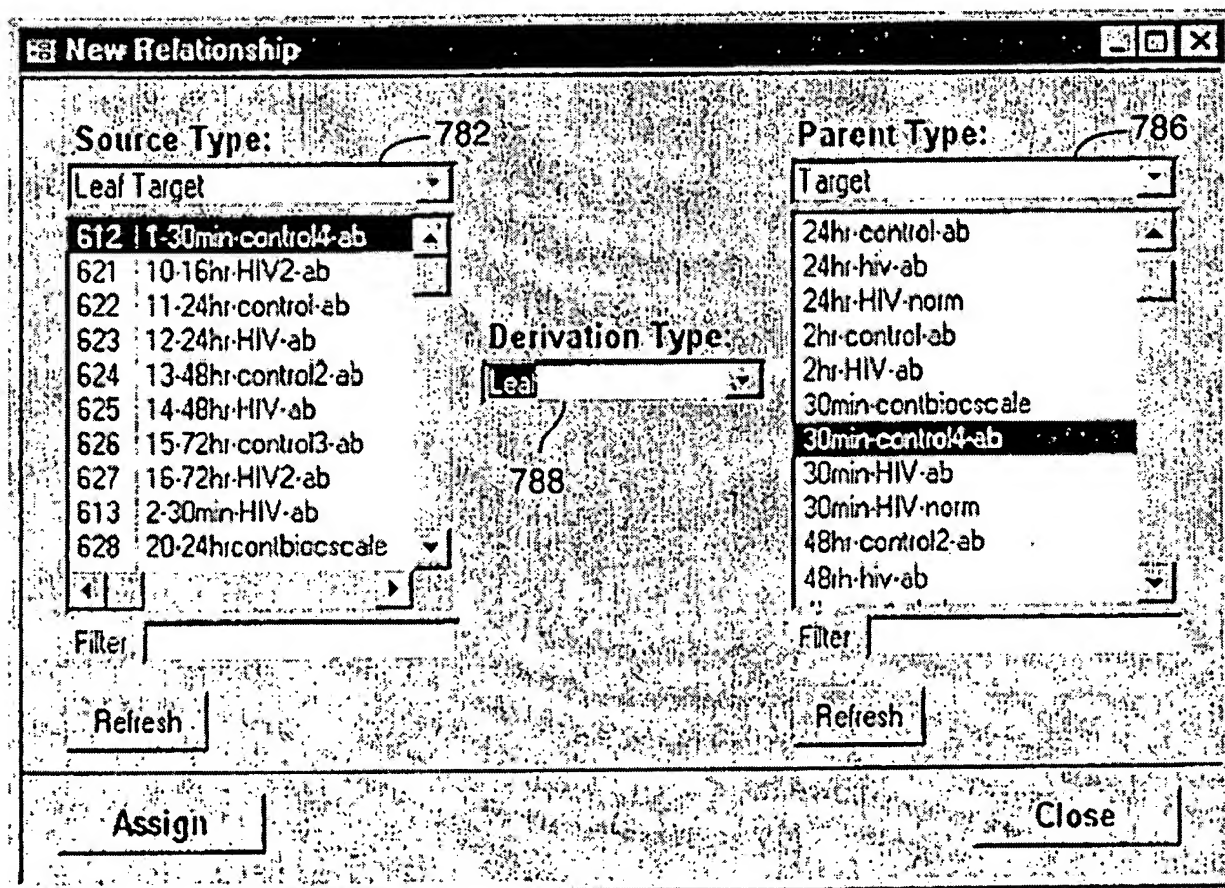 New Relationship
Source Type:
782
Leaf Target
612 1-30min-control4-ab
621 10-16hr-HIV2-ab
622 11-24hr-control-ab
623 12-24hr-HIV-ab
624 13-48hr-control2-ab
625 14-48hr-HIV-ab
626 15-72hr-control3-ab
627 16-72hr-HIV2-ab
613 2-30min-HIV-ab
628 20-24hrcontbiocscale
Filter
Refresh
Derivation Type:
Leaf
788
Parent Type:
786
Target
24hr-control-ab
24hr-hiv-ab
24hr-HIV-norm
2hr-control-ab
2hr-HIV-ab
30min-contbiocscale
30min-control4-ab
30min-HIV-ab
30min-HIV-norm
48hr-control2-ab
48rh-hiv-ab
Filter
Refresh
Assign
Close